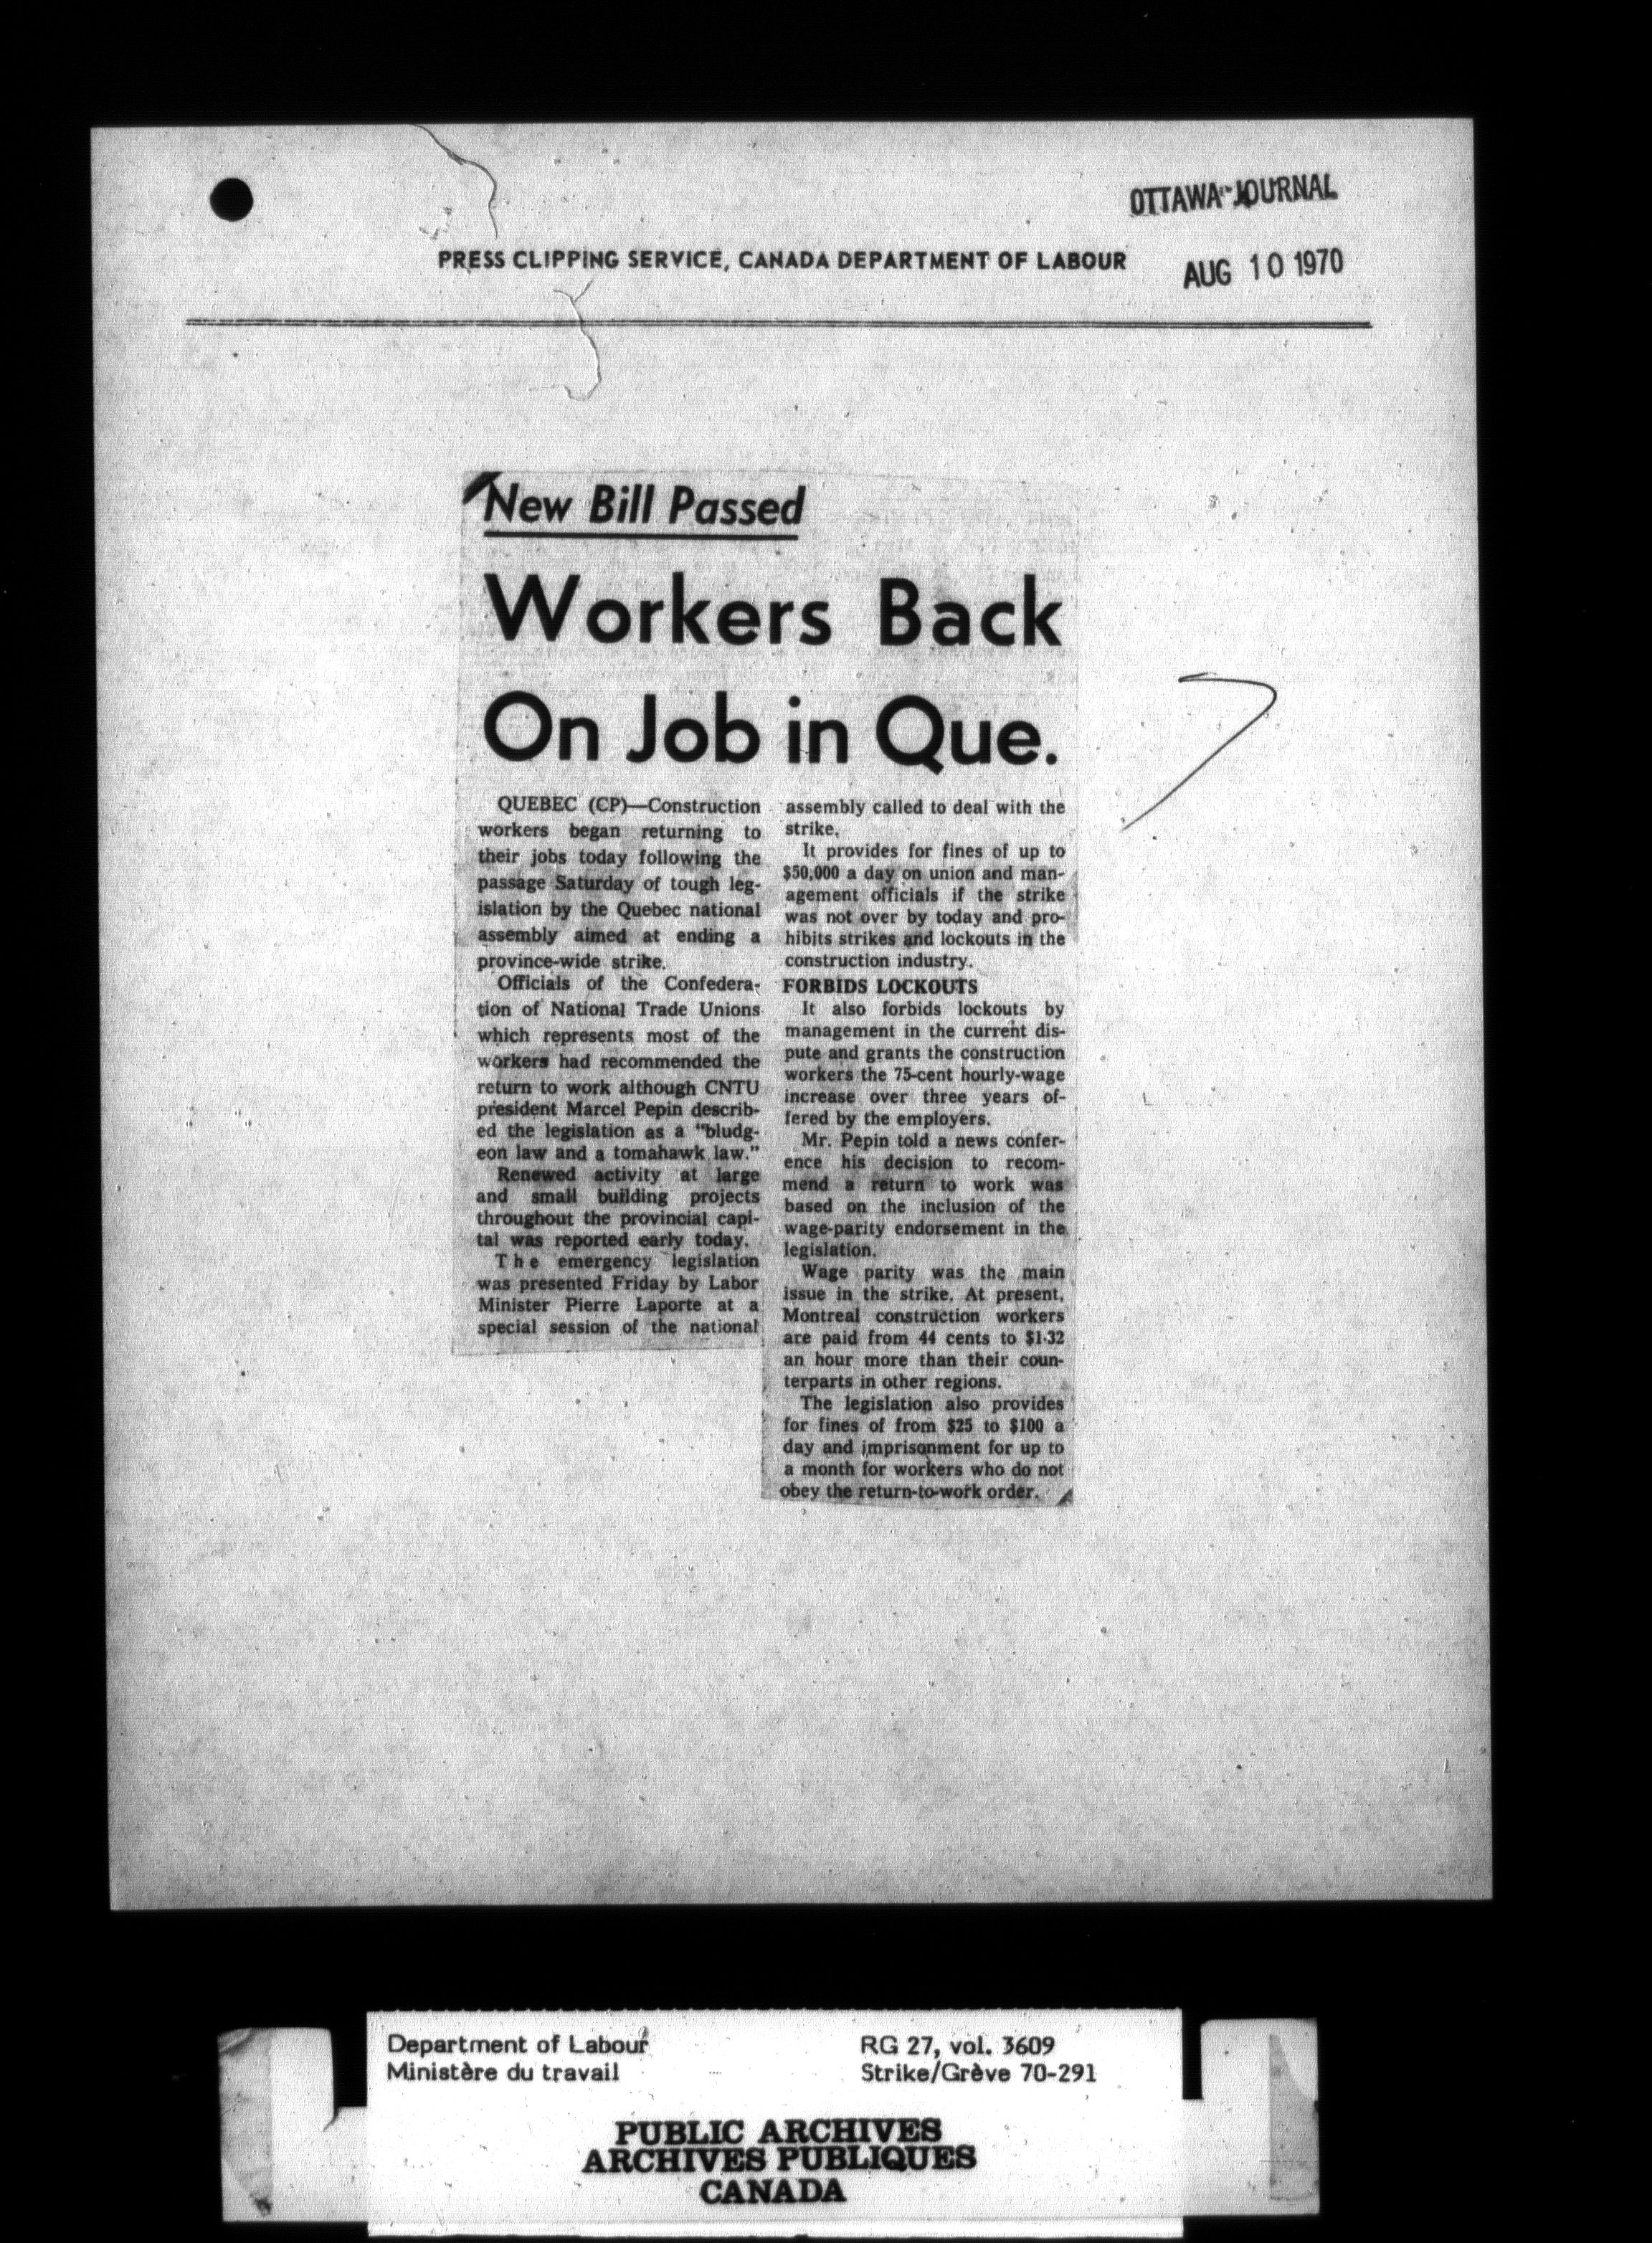 OTTAWA JOURNAL
PRESS CLIPPING SERVICE, CANADA DEPARTMENT OF LABOUR
AUG 10 1970
New Bill Passed
Workers Back
On Job in Que.
QUEBEC (CP)—Construction
workers began returning to
their jobs today following the
passage Saturday of tough leg-
islation by the Quebec national
assembly aimed at ending a
province-wide strike.
Officials of the Confedera-
tion of National Trade Unions
which represents most of the
workers had recommended the
return to work although CNTU
president Marcel Pepin describ-
ed the legislation as a "bludg-
eon law and a tomahawk law."
Renewed activity at large
and small building projects
throughout the provincial capi-
tal was reported early today.
The emergency legislation
was presented Friday by Labor
Minister Pierre Laporte at a
special session of the national
assembly called to deal with the
strike.
It provides for fines of up to
$50,000 a day on union and man-
agement officials if the strike
was not over by today and pro-
hibits strikes and lockouts in the
construction industry.
FORBIDS LOCKOUTS
It also forbids lockouts by
management in the current dis-
pute and grants the construction
workers the 75-cent hourly-wage
increase over three years of-
fered by the employers.
Mr. Pepin told a news confer-
ence his decision to recom-
mend a return to work was
based on the inclusion of the
wage-parity endorsement in the
legislation.
Wage parity was the main
issue in the strike. At present,
Montreal construction workers
are paid from 44 cents to $1.32
an hour more than their coun-
terparts in other regions.
The legislation also provides
for fines of from $25 to $100 a
day and imprisonment for up to
a month for workers who do not
obey the return-to-work order.
Department of Labour
Ministère du travail
RG 27, vol. 3609
Strike/Grève 70-291
PUBLIC ARCHIVES
ARCHIVES PUBLIQUES
CANADA